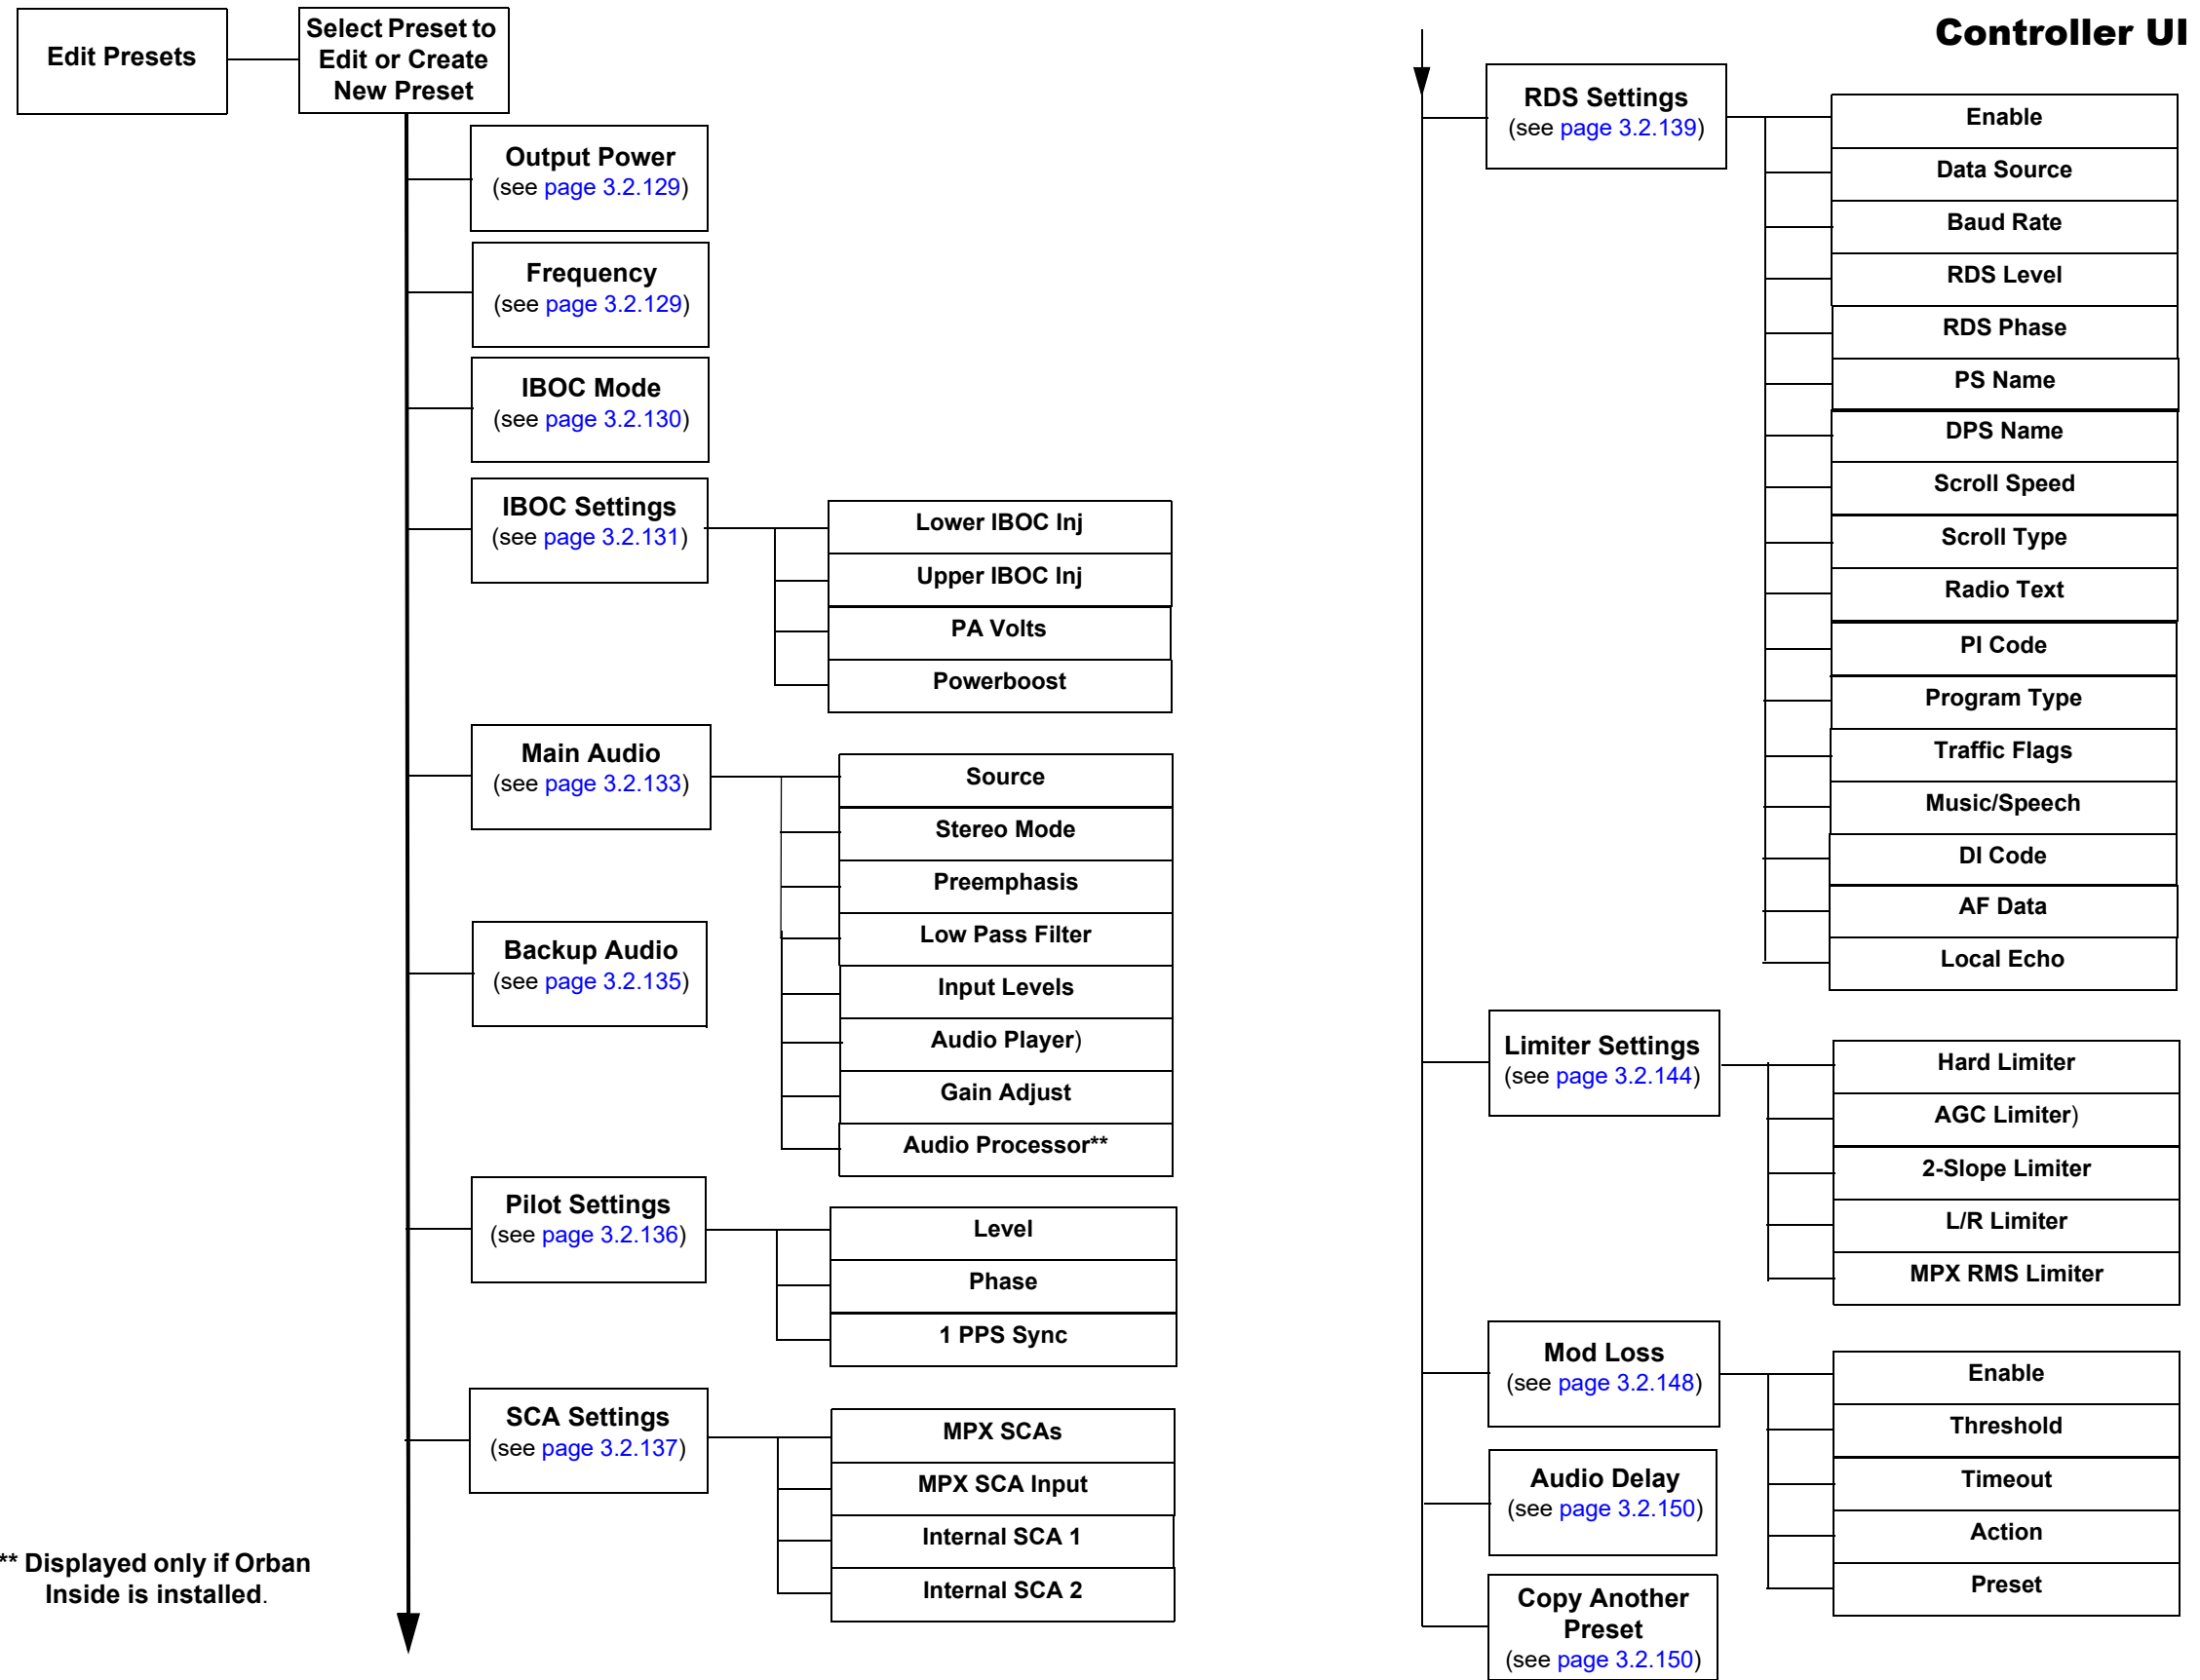 Controller UI
Edit Presets
Select Preset to
Edit or Create
New Preset
Output Power
(see page 3.2.129)
Frequency
(see page 3.2.129)
IBOC Mode
(see page 3.2.130)
IBOC Settings
(see page 3.2.131)
Lower IBOC Inj
Upper IBOC Inj
PA Volts
Powerboost
Main Audio
(see page 3.2.133)
Source
Stereo Mode
Preemphasis
Low Pass Filter
Input Levels
Audio Player)
Gain Adjust
Audio Processor**
Backup Audio
(see page 3.2.135)
Pilot Settings
(see page 3.2.136)
Level
Phase
1 PPS Sync
SCA Settings
(see page 3.2.137)
MPX SCAs
MPX SCA Input
Internal SCA 1
Internal SCA 2
** Displayed only if Orban
Inside is installed.
RDS Settings
(see page 3.2.139)
Enable
Data Source
Baud Rate
RDS Level
RDS Phase
PS Name
DPS Name
Scroll Speed
Scroll Type
Radio Text
PI Code
Program Type
Traffic Flags
Music/Speech
DI Code
AF Data
Local Echo
Limiter Settings
(see page 3.2.144)
Hard Limiter
AGC Limiter)
2-Slope Limiter
L/R Limiter
MPX RMS Limiter
Mod Loss
(see page 3.2.148)
Enable
Threshold
Timeout
Action
Preset
Audio Delay
(see page 3.2.150)
Copy Another
Preset
(see page 3.2.150)